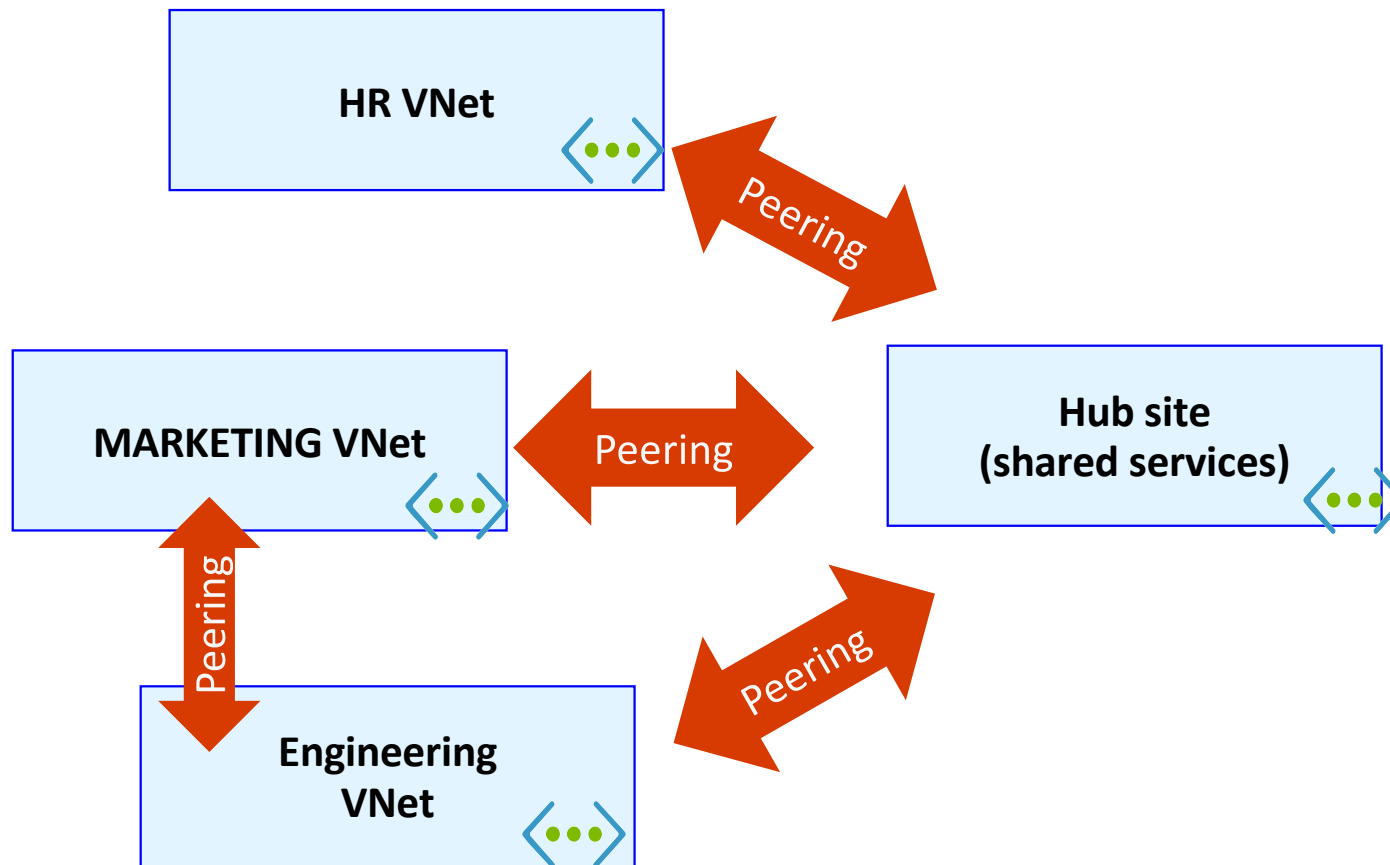 HR VNet
Peering
MARKETING VNet
Peering
Hub site
(shared services)
Peering
Peering
Engineering
VNet